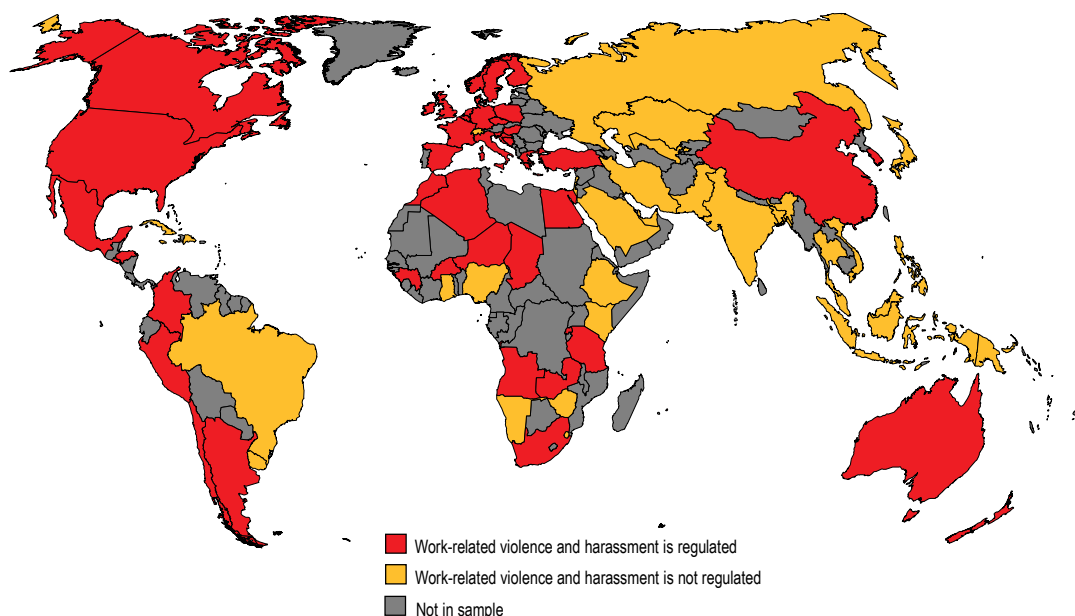 Work-related violence and harassment is regulated
Work-related violence and harassment is not regulated
Not in sample